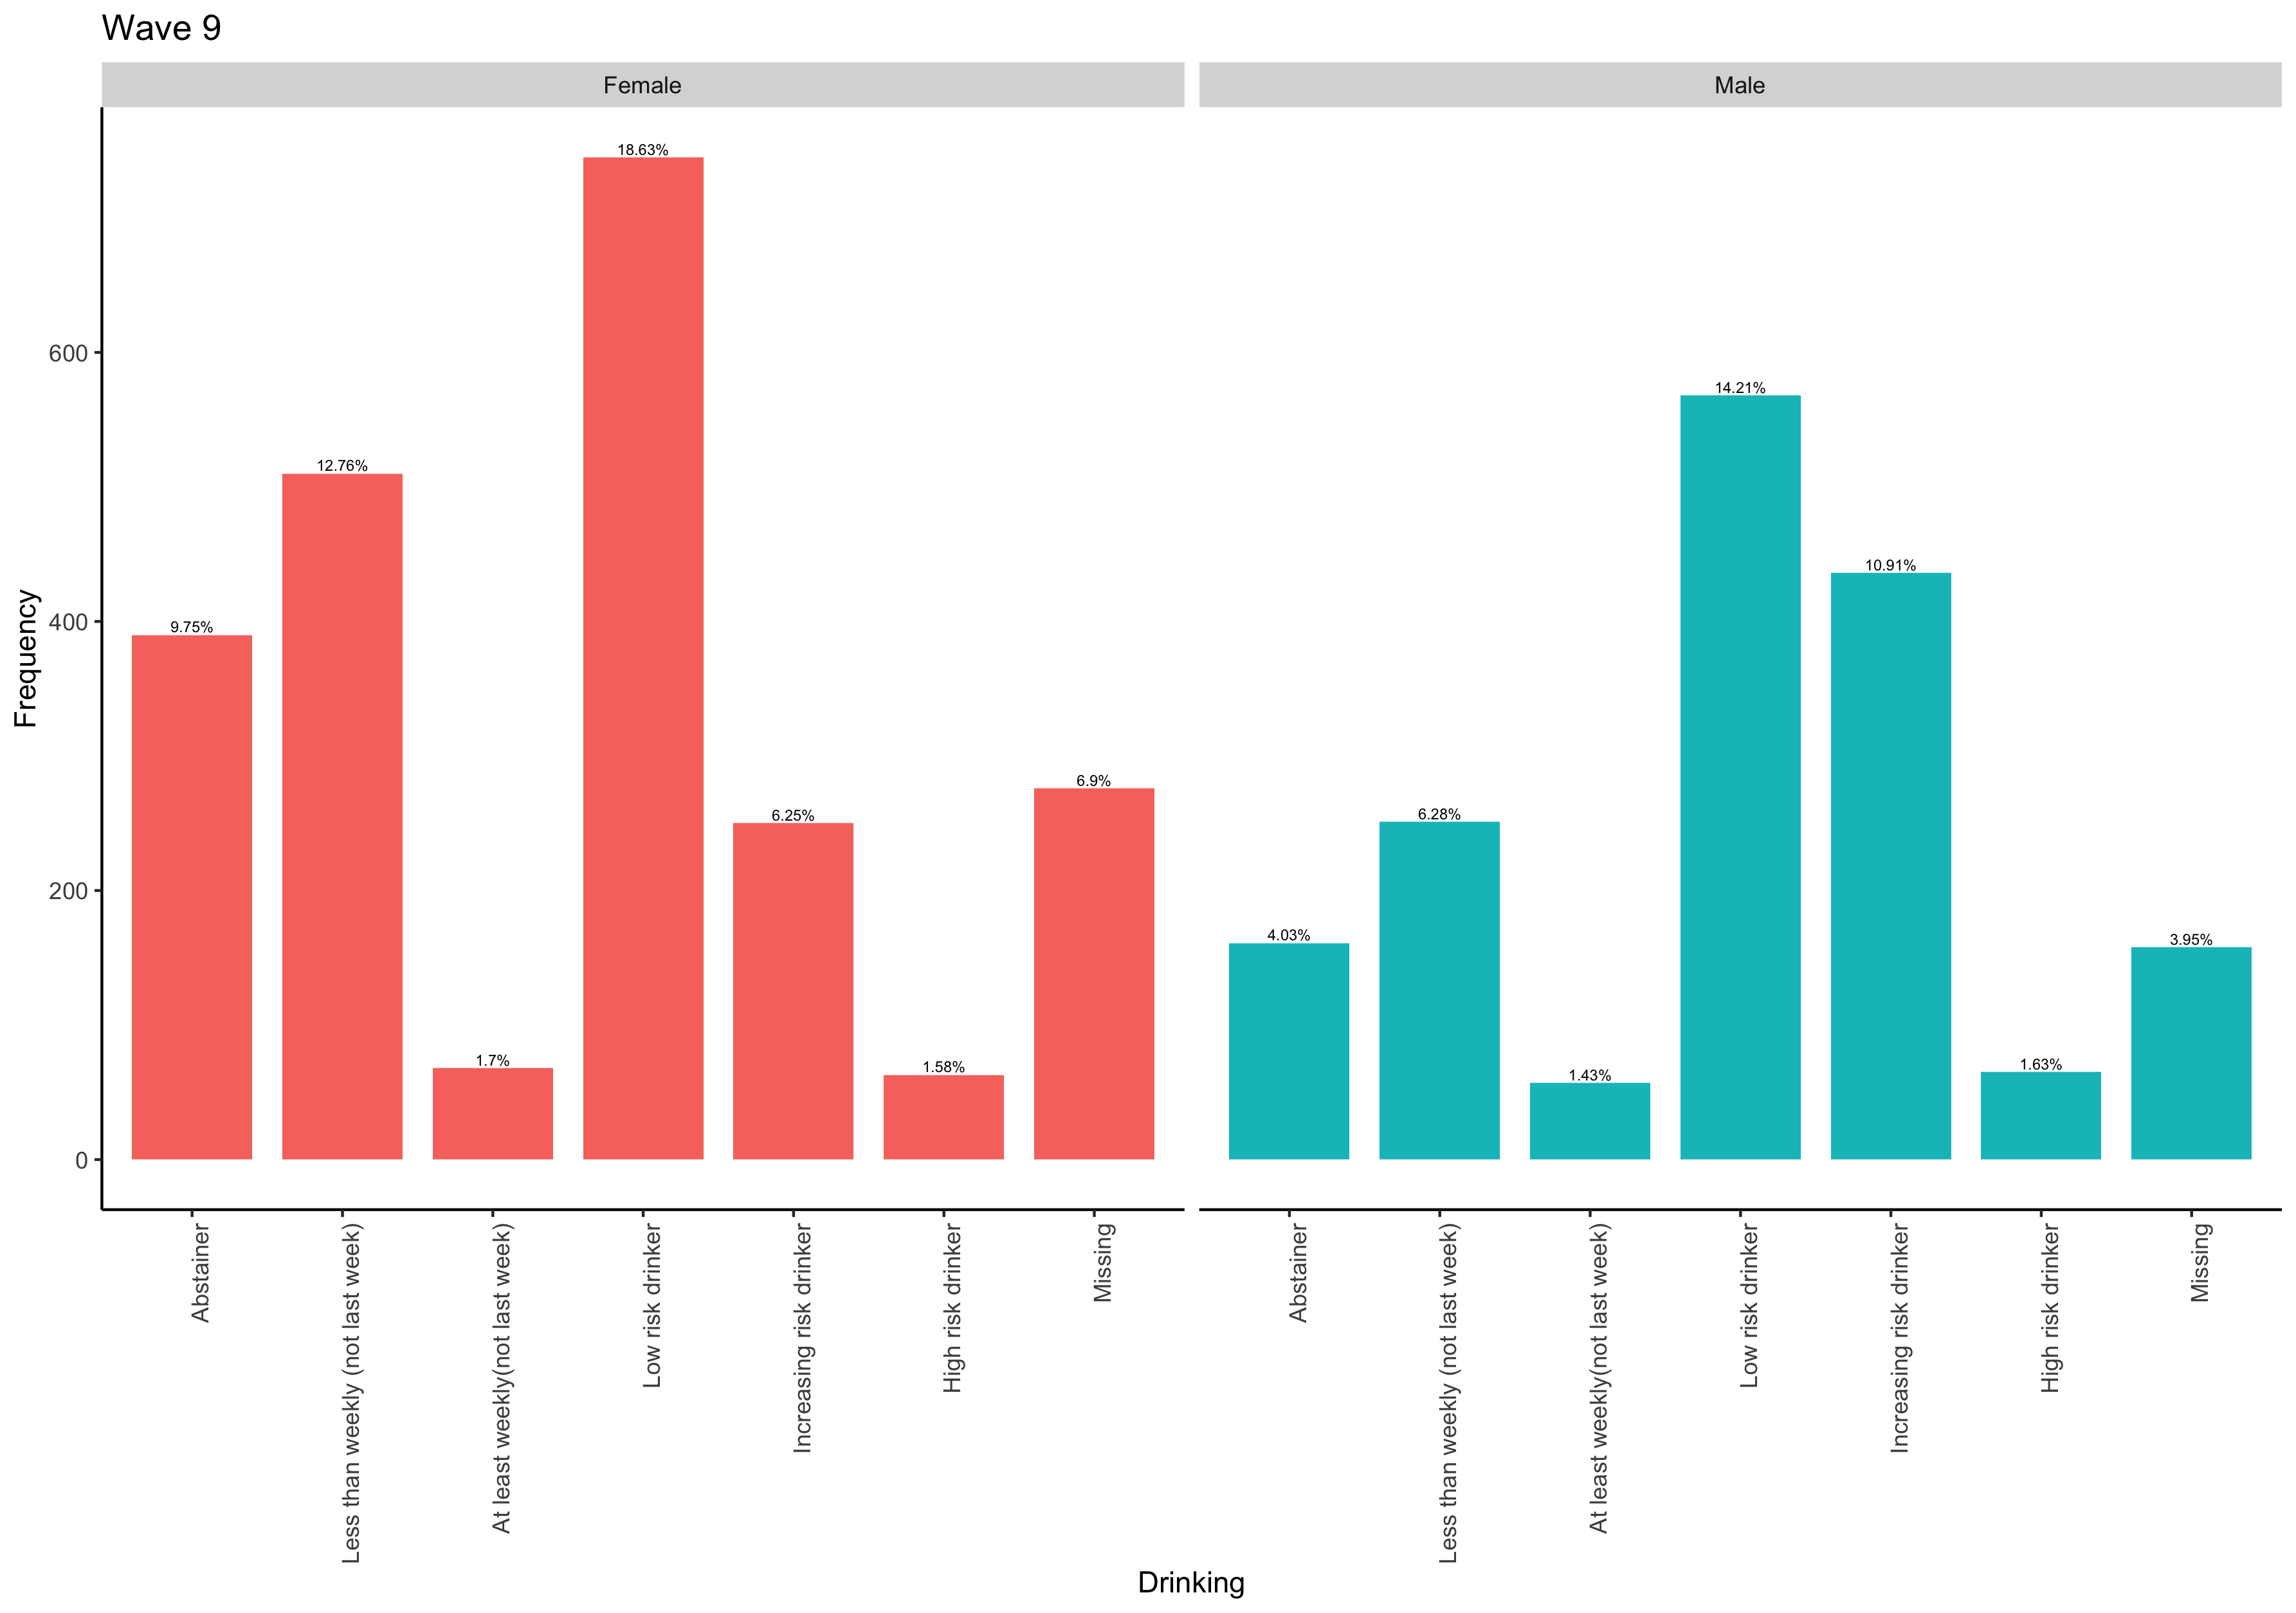 Wave 9
Female
Male
Frequency
600
400
200
0
9.75%
12.76%
1.7%
18.63%
6.25%
1.58%
6.9%
4.03%
6.28%
1.43%
14.21%
10.91%
1.63%
3.95%
Abstainer
Less than weekly (not last week)
At least weekly(not last week)
Low risk drinker
Increasing risk drinker
High risk drinker
Missing
Abstainer
Less than weekly (not last week)
At least weekly(not last week)
Low risk drinker
Increasing risk drinker
High risk drinker
Missing
Drinking